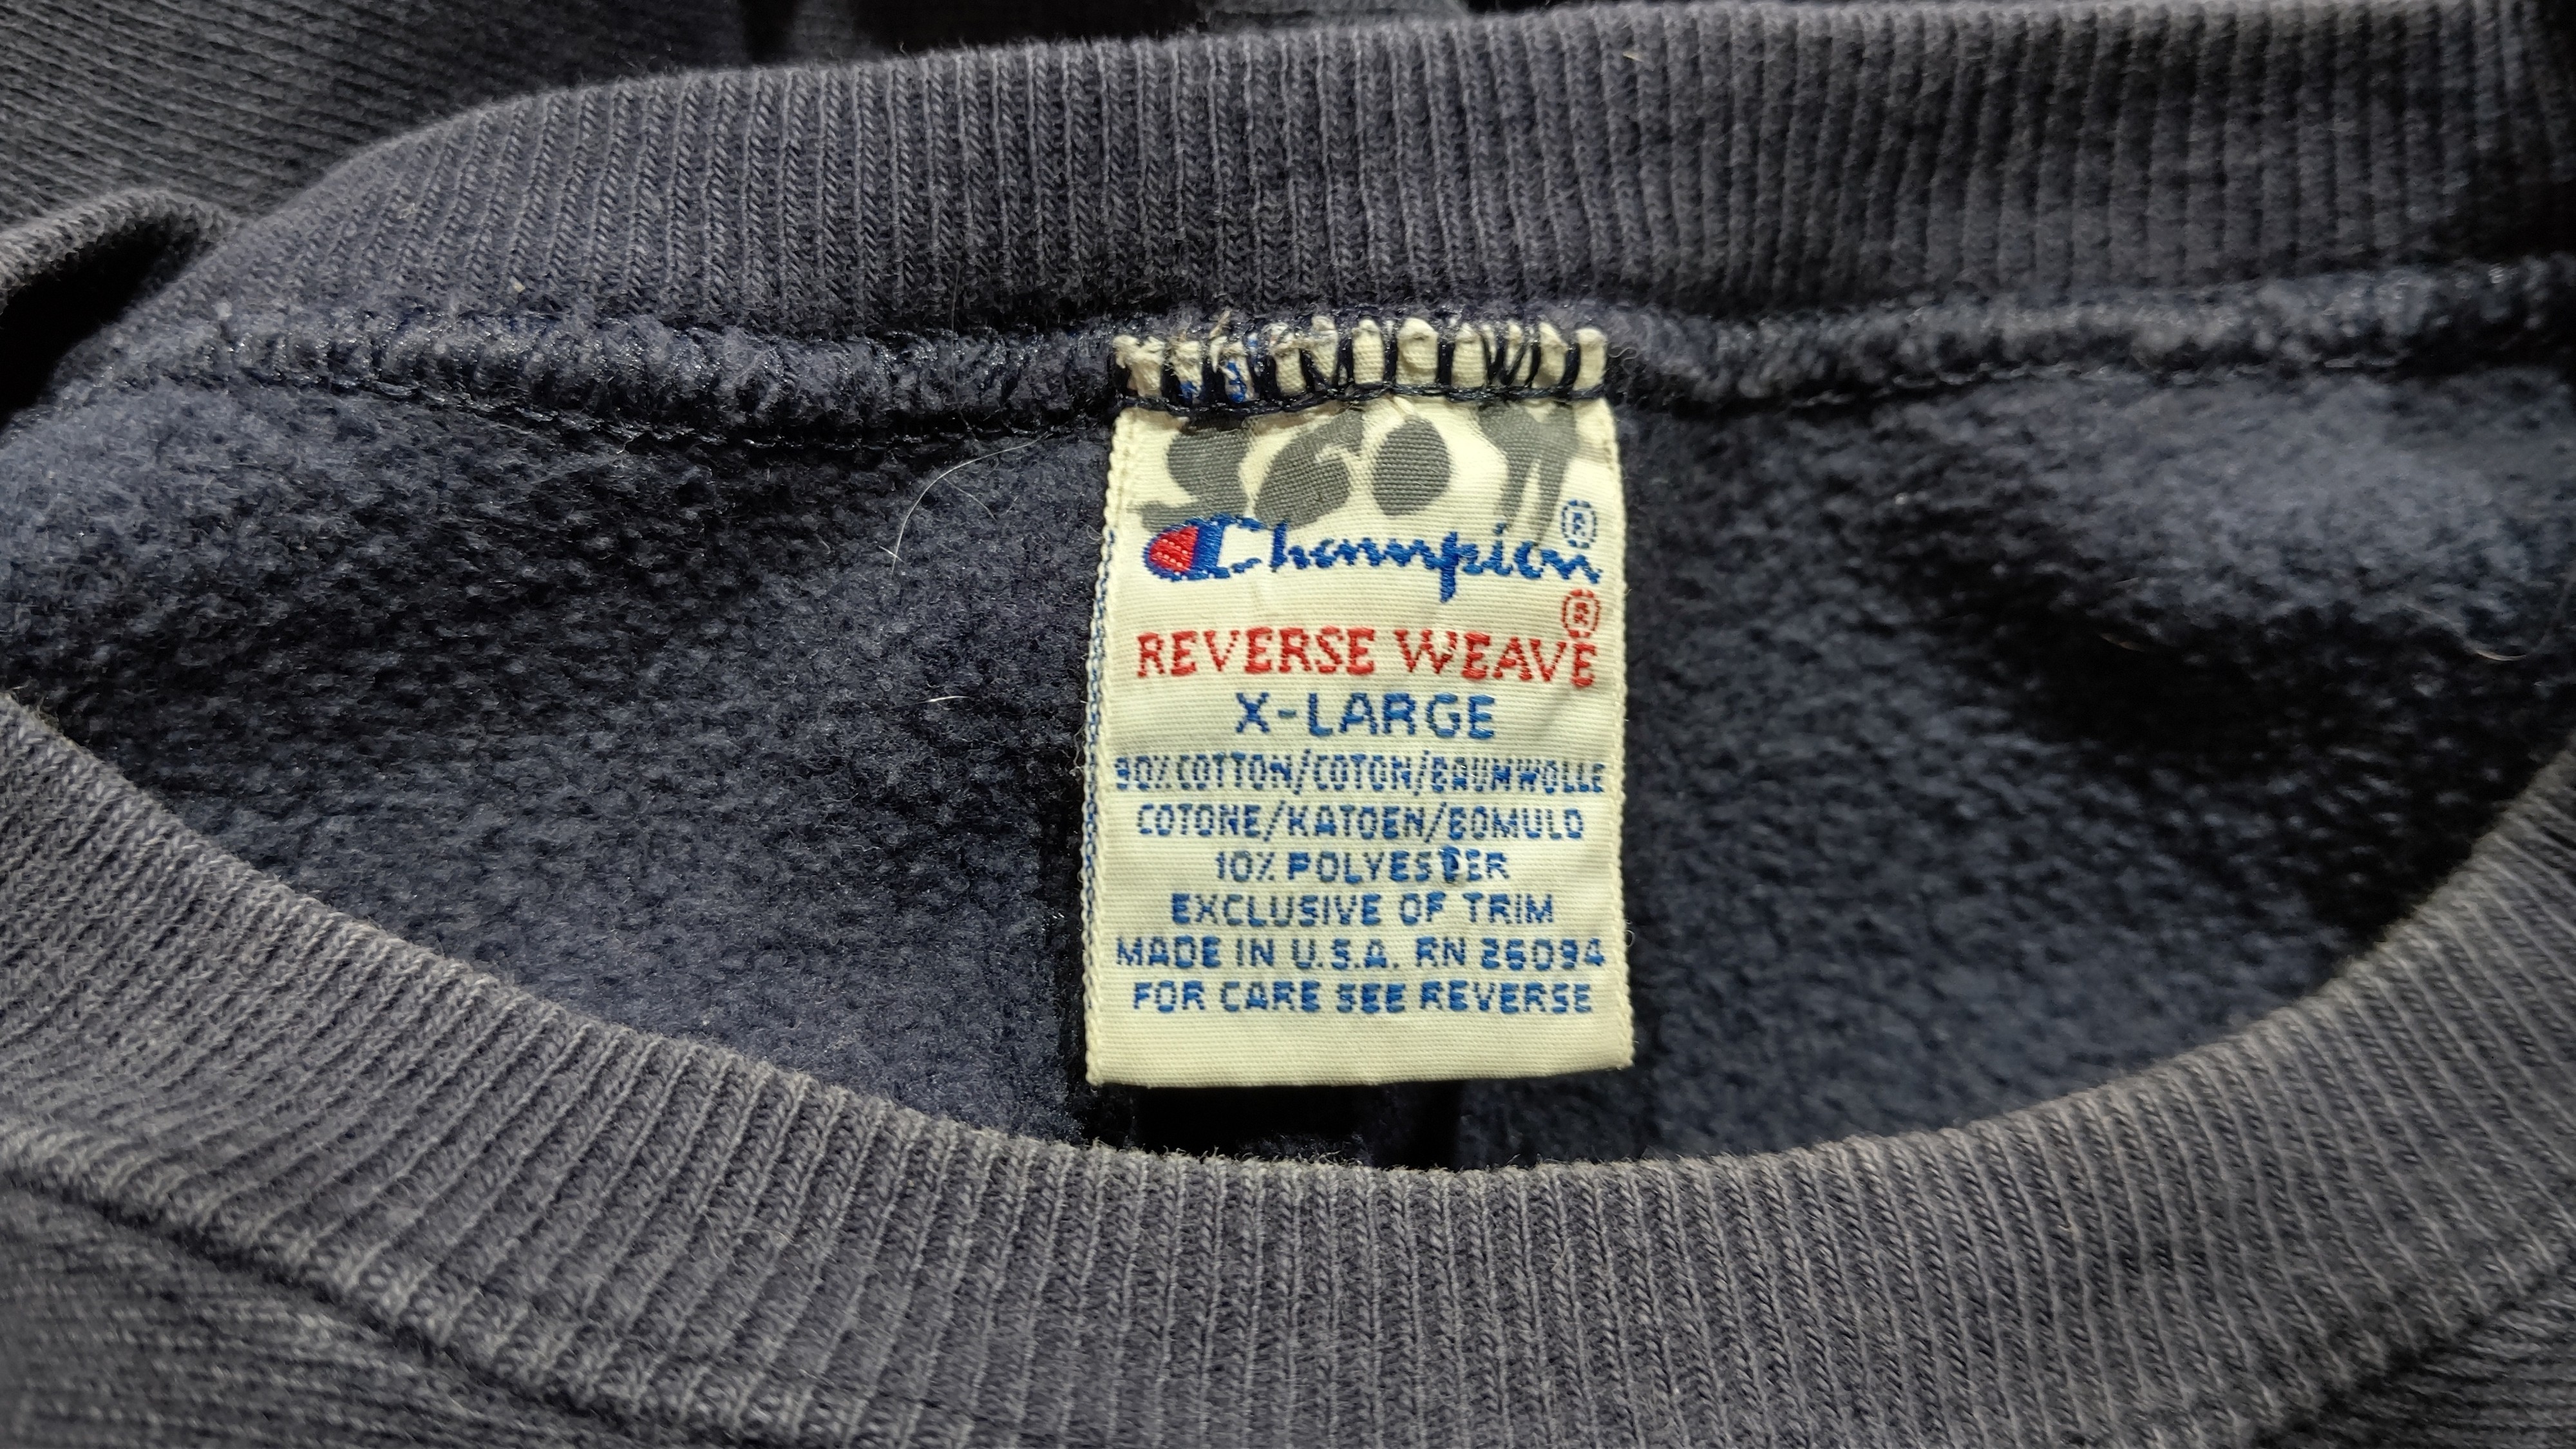 Champion®
REVERSE WEAVE®
X-LARGE
90% COTTON/COTON/BAUMWOLLE
COTONE/KATOEN/BOMULD
10% POLYESTER
EXCLUSIVE OF TRIM
MADE IN U.S.A. RN 26094
FOR CARE SEE REVERSE